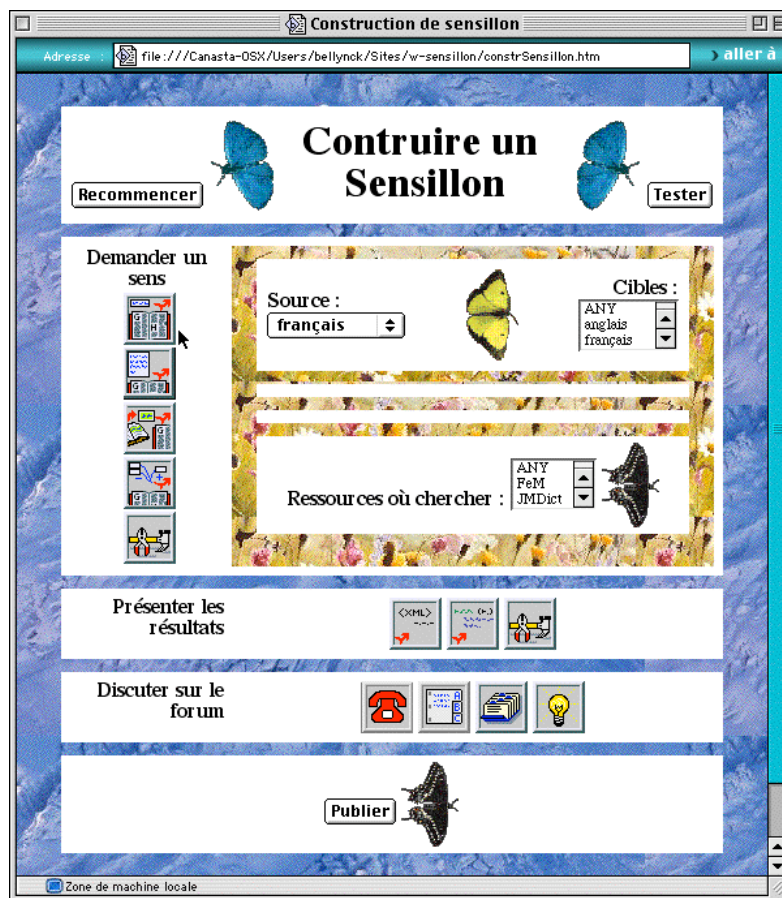 Construction de sensillon
Adresse :
file:///Canasta-OSX/Users/bellynck/Sites/w-sensillon/constrSensillon.htm
› aller à
Contruire un
Sensillon
Recommencer
Tester
Demander un
sens
Source :
français
Cibles :
ANY
anglais
français
Ressources où chercher :
ANY
FeM
JMDict
Présenter les
résultats
<XML>
Discuter sur le
forum
A
B
C
Publier
Zone de machine locale